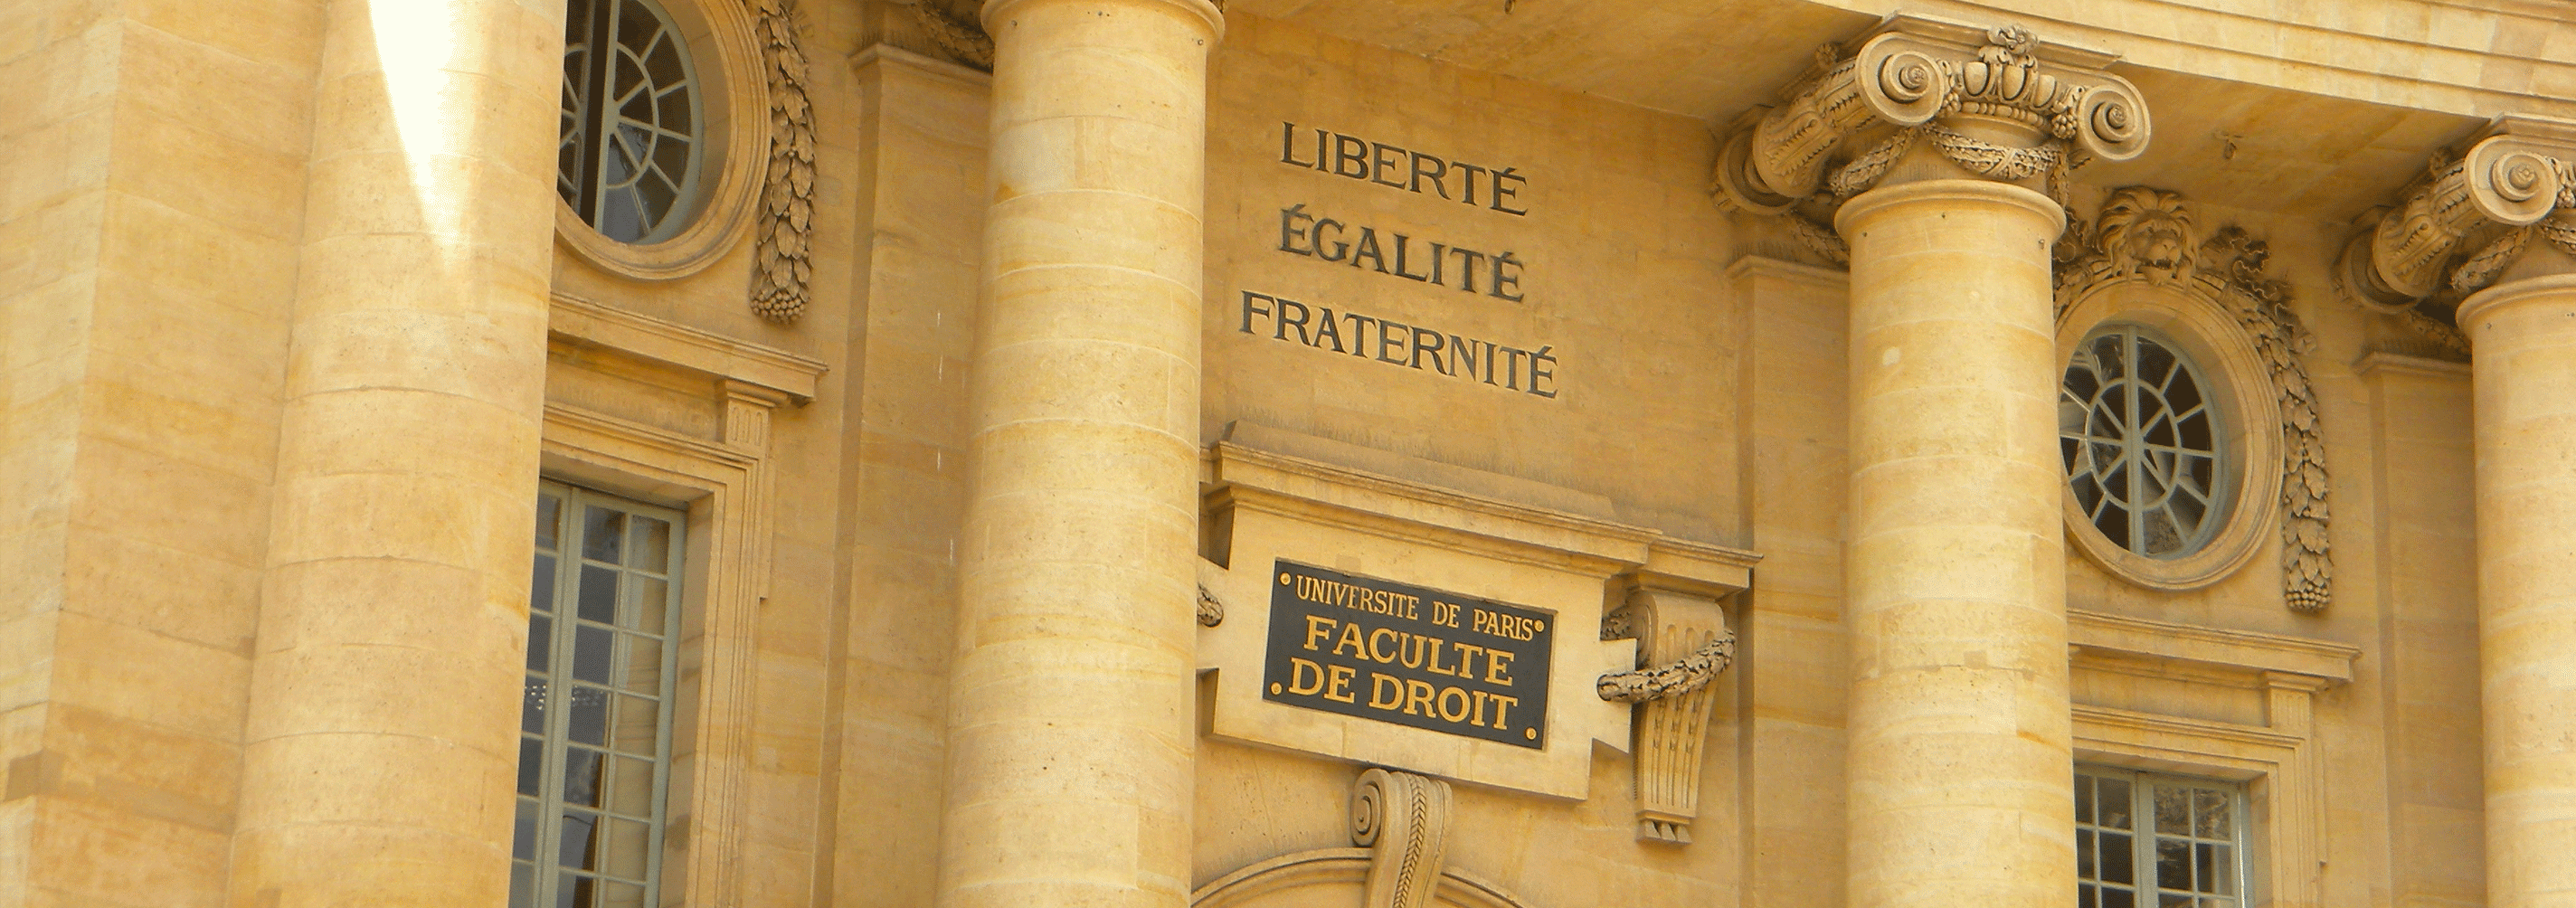 LIBERTÉ
ÉGALITÉ
FRATERNITÉ
UNIVERSITE DE PARIS
FACULTE
DE DROIT